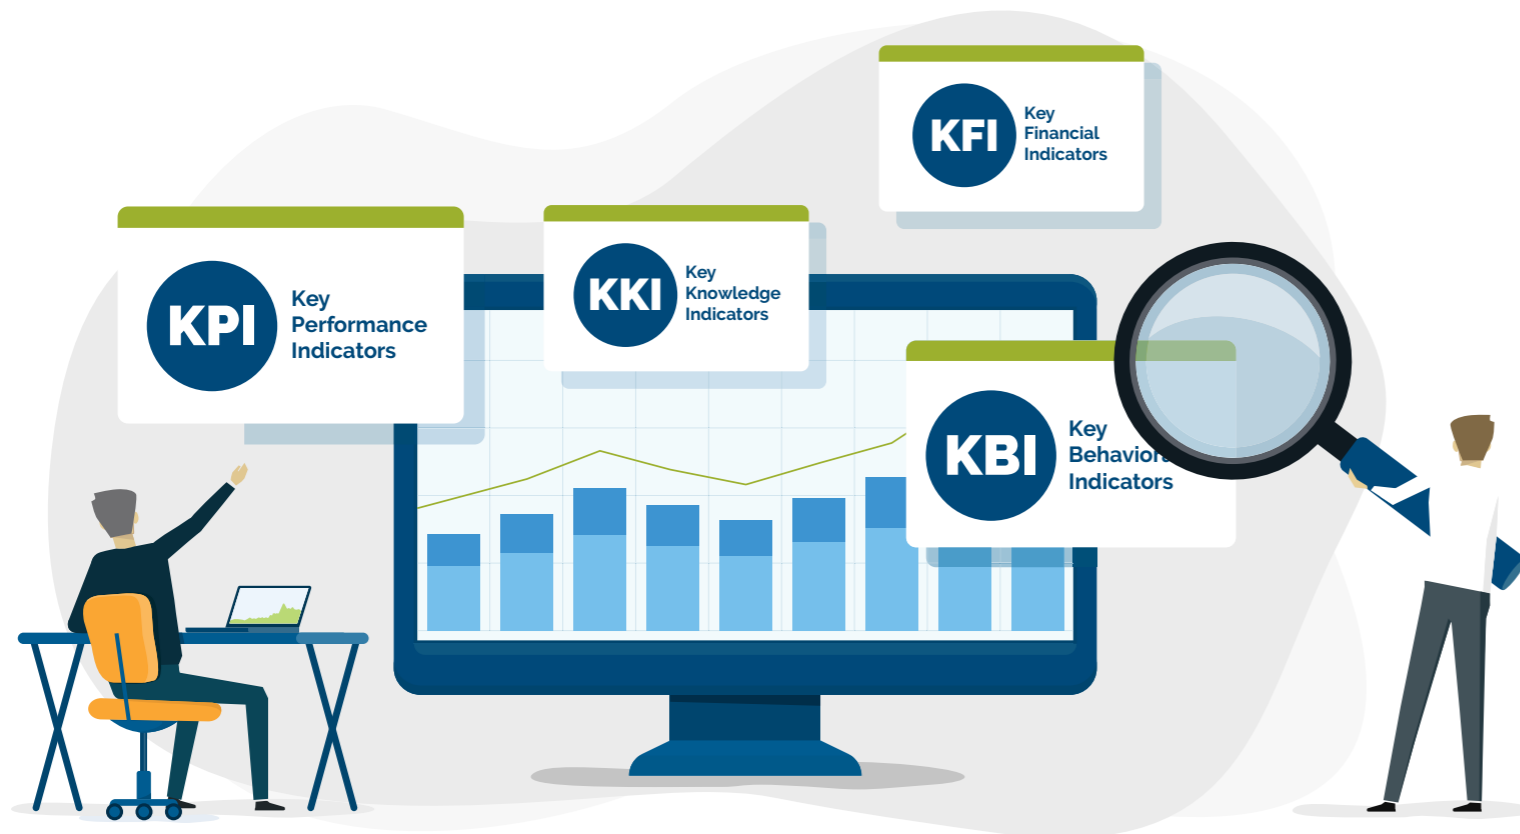 KFI
Key
Financial
Indicators
KPI
Key
Performance
Indicators
KKI
Key
Knowledge
Indicators
KBI
Key
Indicators